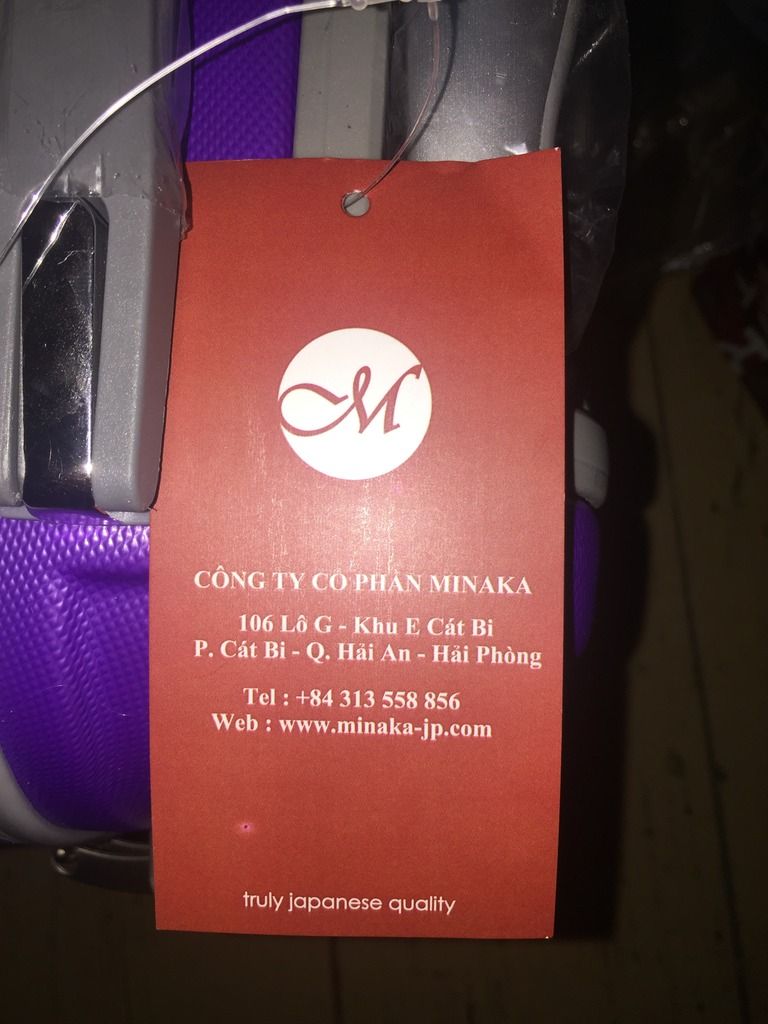 M
CÔNG TY CỔ PHẦN MINAKA
106 Lô G - Khu E Cát Bi
P. Cát Bi - Q. Hải An - Hải Phòng
Tel : +84 313 558 856
Web : www.minaka-jp.com
truly japanese quality